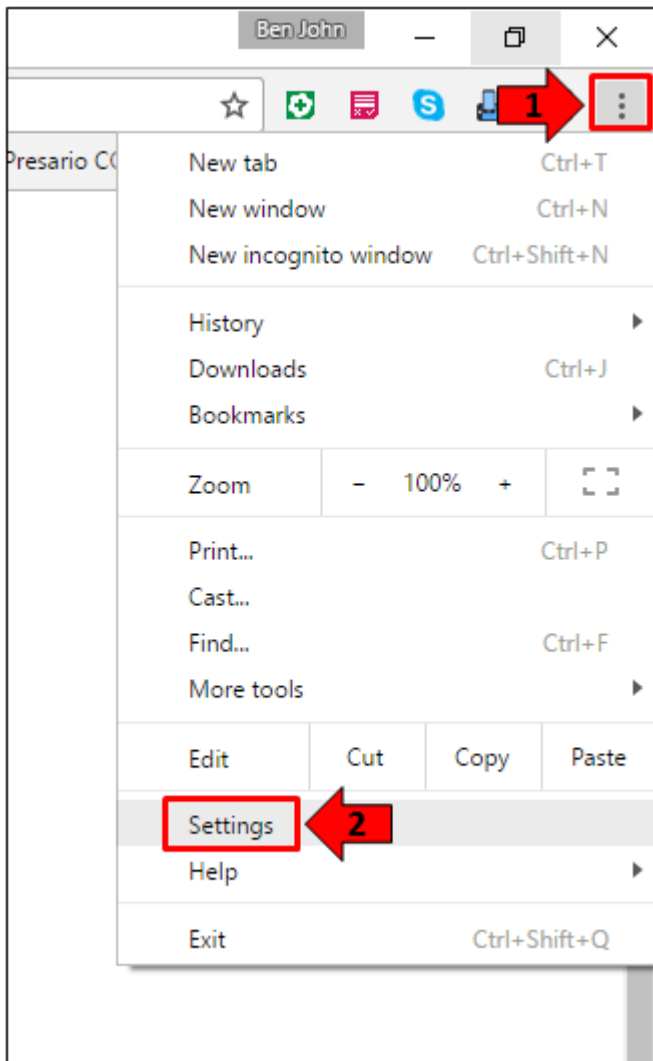 Ben John
1
Presario C
New tab Ctrl+T
New window Ctrl+N
New incognito window Ctrl+Shift+N
History
Downloads Ctrl+J
Bookmarks
Zoom - 100% +
Print... Ctrl+P
Cast...
Find... Ctrl+F
More tools
Edit Cut Copy Paste
Settings 2
Help
Exit Ctrl+Shift+Q